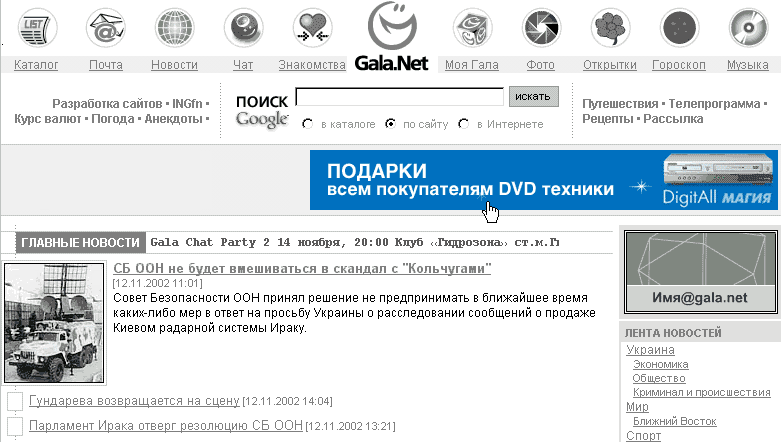 LIST
Каталог Почта Новости Чат Знакомства Gala.Net Моя Гала Фото Открытки Гороскоп Музыка
Разработка сайтов • INGfn •
Курс валют • Погода • Анекдоты •
ПОИСК
Google
искать
в каталоге по сайту в Интернете
Путешествия • Телепрограмма •
Рецепты • Рассылка
ПОДАРКИ
всем покупателям DVD техники
DigitAll МАГИЯ
ГЛАВНЫЕ НОВОСТИ Gala Chat Party 2 14 ноября, 20:00 Клуб «Гидрозона» ст.м.Ги
СБ ООН не будет вмешиваться в скандал с "Кольчугами"
[12.11.2002 11:01]
Совет Безопасности ООН принял решение не предпринимать в ближайшее время
каких-либо мер в ответ на просьбу Украины о расследовании сообщений о продаже
Киевом радарной системы Ираку.
Гундарева возвращается на сцену [12.11.2002 14:04]
Парламент Ирака отверг резолюцию СБ ООН [12.11.2002 13:21]
Имя@gala.net
ЛЕНТА НОВОСТЕЙ
Украина
Экономика
Общество
Криминал и происшествия
Мир
Ближний Восток
Спорт